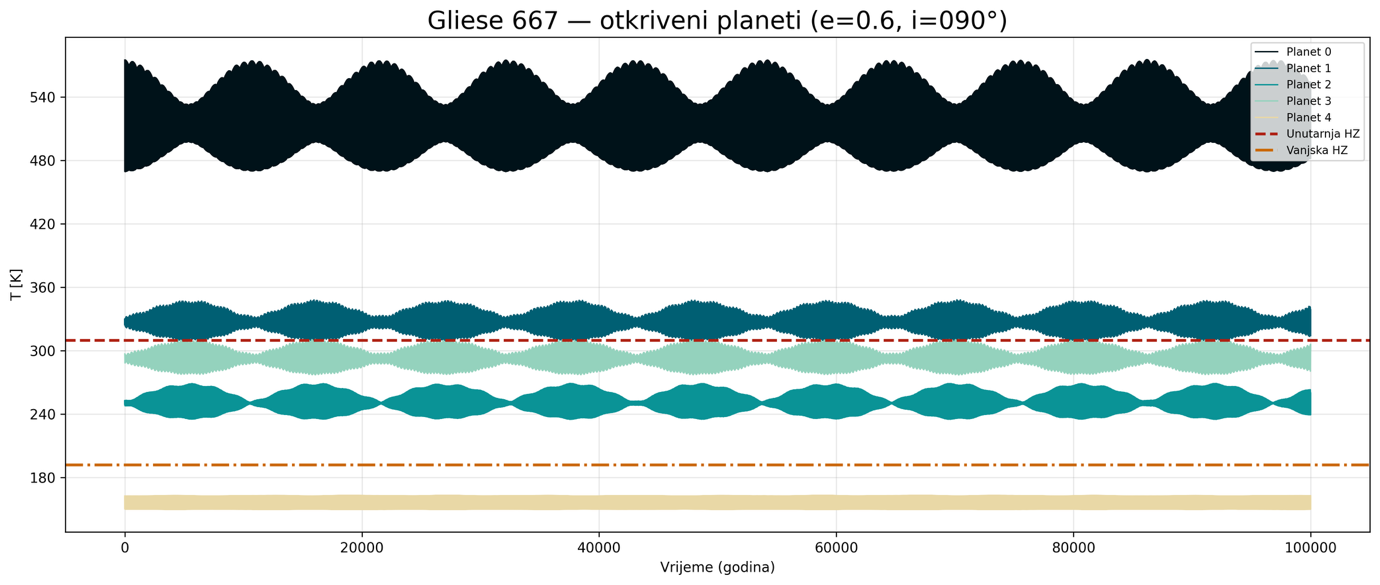 Gliese 667 — otkriveni planeti (e=0.6, i=090°)
T [K]
540
480
420
360
300
240
180
Planet 0
Planet 1
Planet 2
Planet 3
Planet 4
Unutarnja HZ
Vanjska HZ
0
20000
40000
60000
80000
100000
Vrijeme (godina)